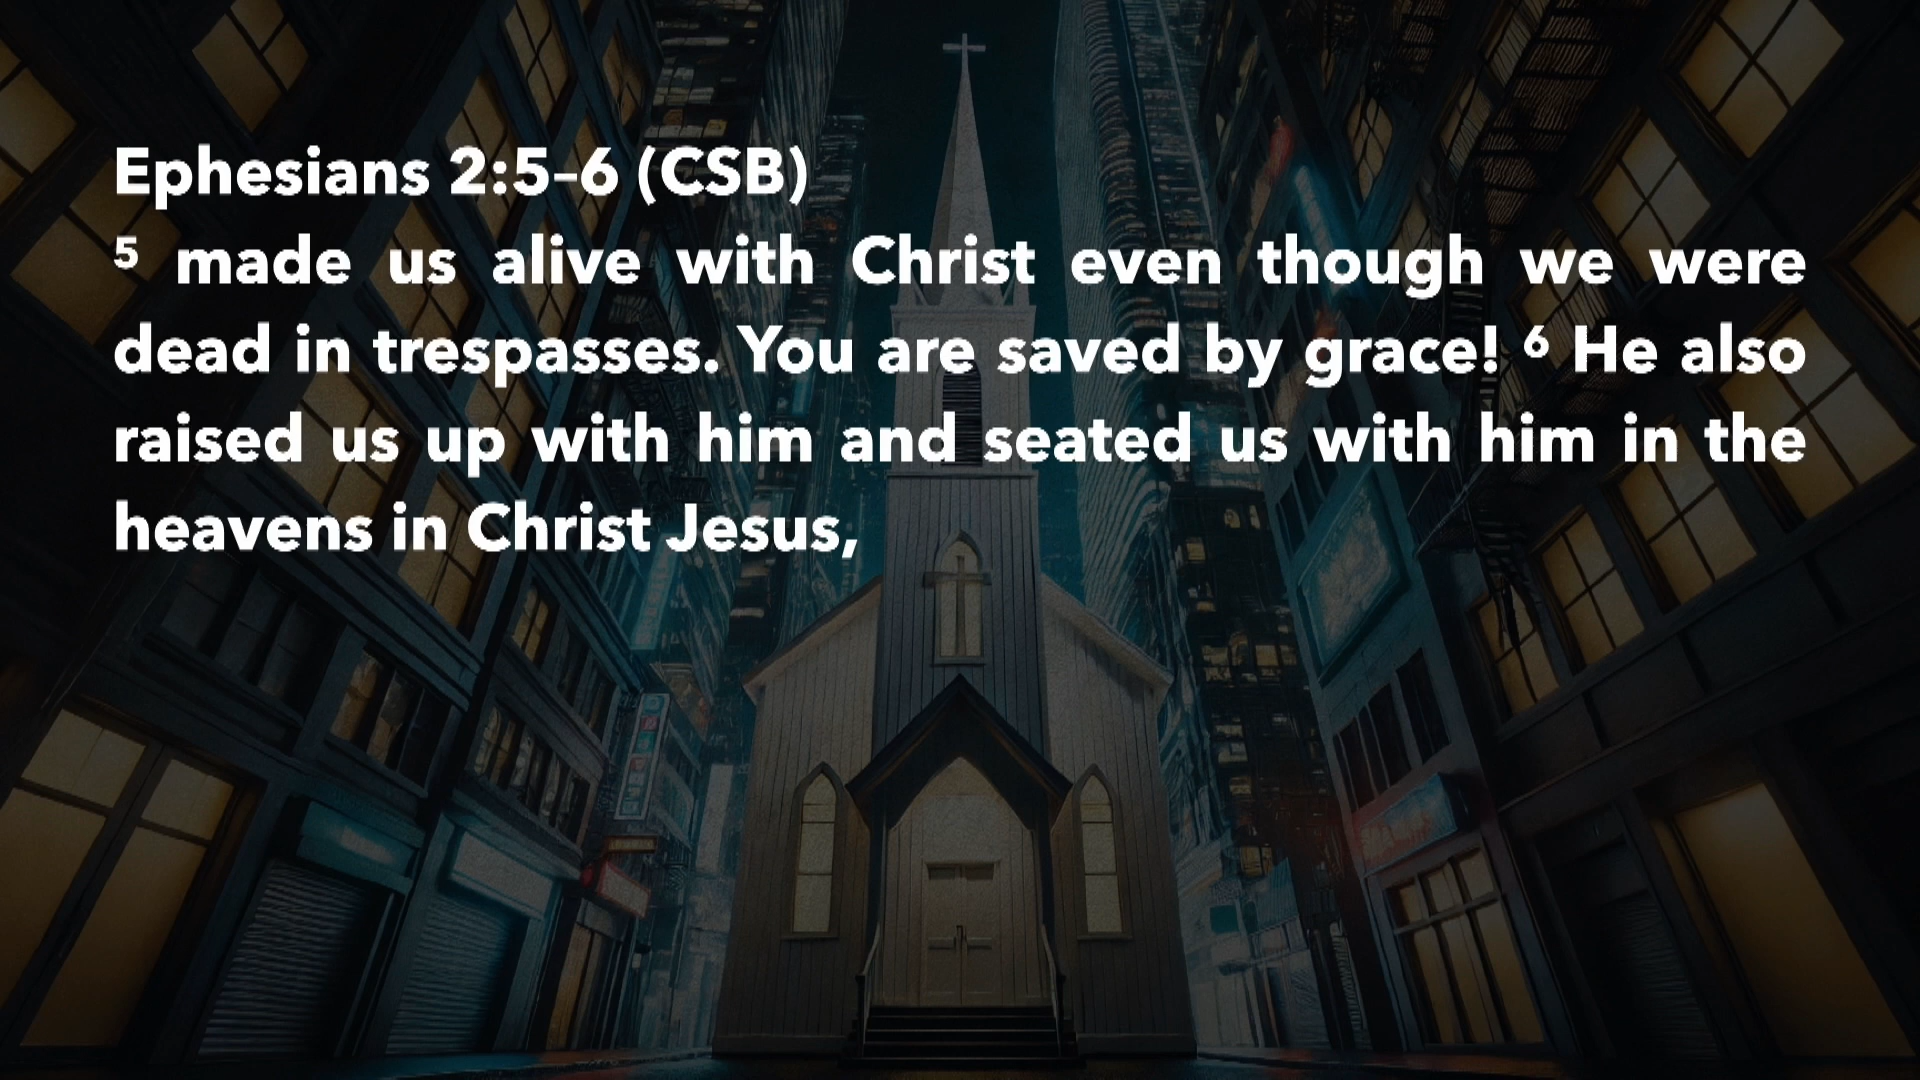 Ephesians 2:5–6 (CSB)
⁵ made us alive with Christ even though we were
dead in trespasses. You are saved by grace! ⁶ He also
raised us up with him and seated us with him in the
heavens in Christ Jesus,